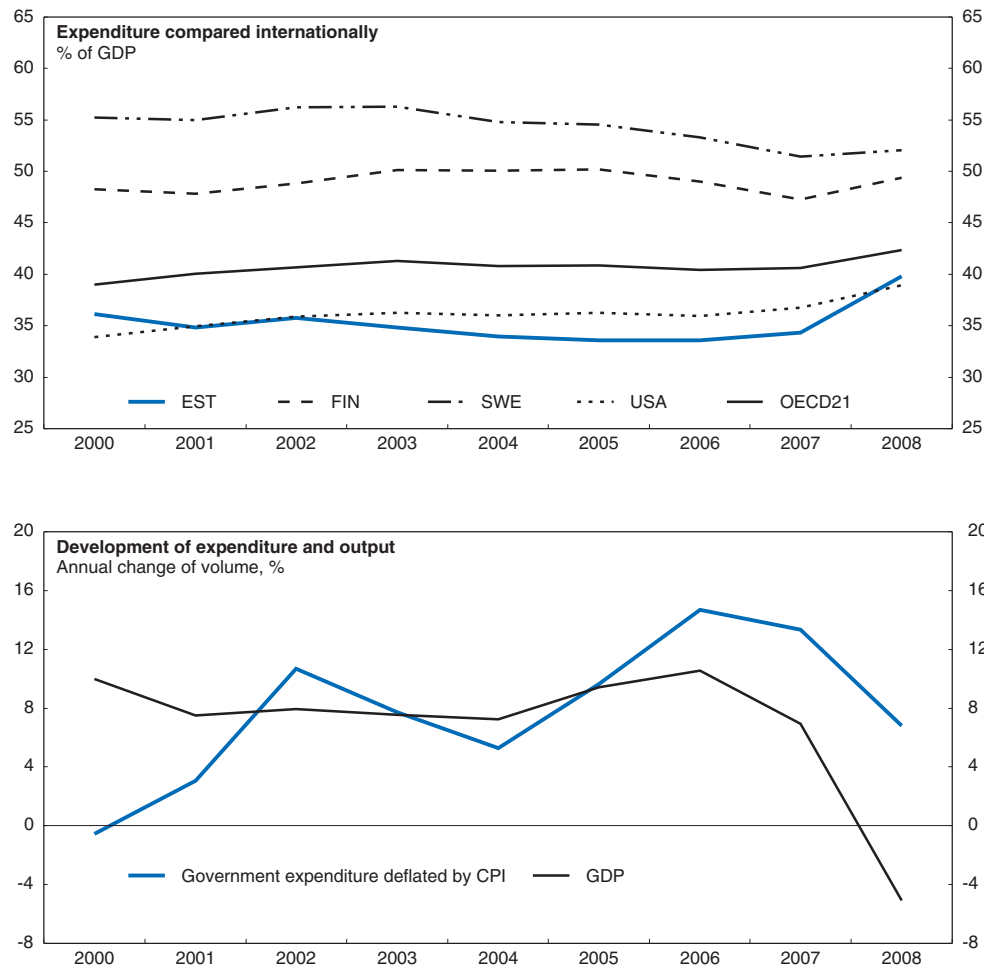 Expenditure compared internationally
% of GDP
65 65
60 60
55 55
50 50
45 45
40 40
35 35
30 30
25 25
EST FIN SWE USA OECD21
2000 2001 2002 2003 2004 2005 2006 2007 2008
Development of expenditure and output
Annual change of volume, %
20 20
16 16
12 12
8 8
4 4
0 0
-4 -4
-8 -8
Government expenditure deflated by CPI GDP
2000 2001 2002 2003 2004 2005 2006 2007 2008